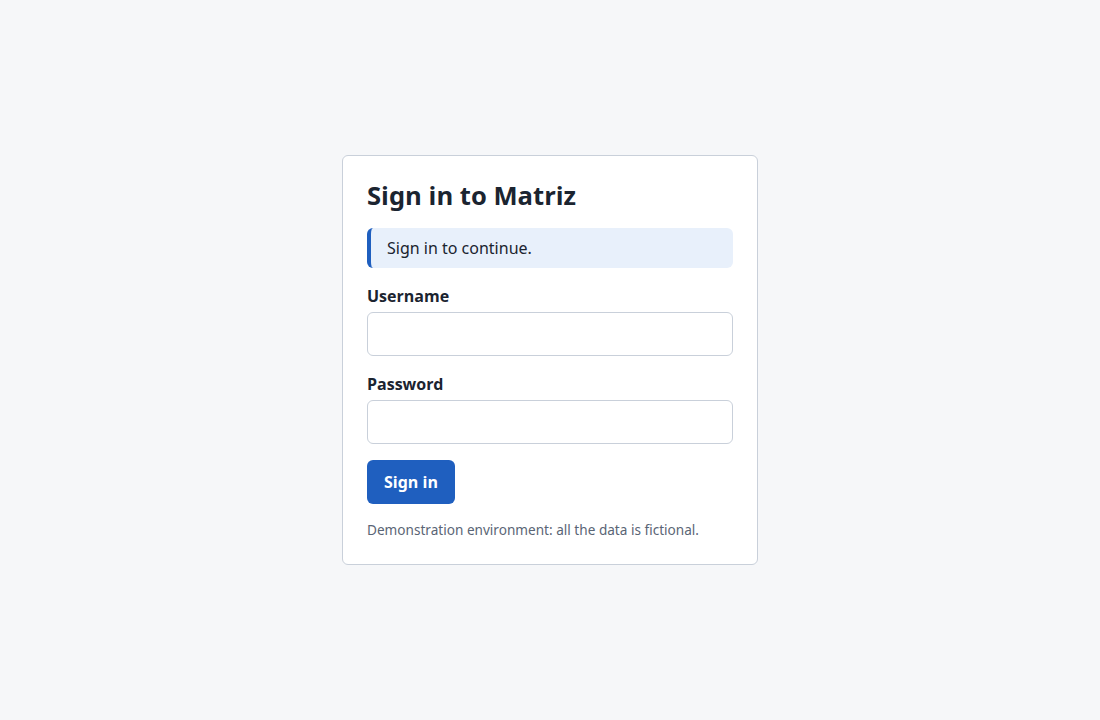 Sign in to Matriz
Sign in to continue.
Username
Password
Sign in
Demonstration environment: all the data is fictional.